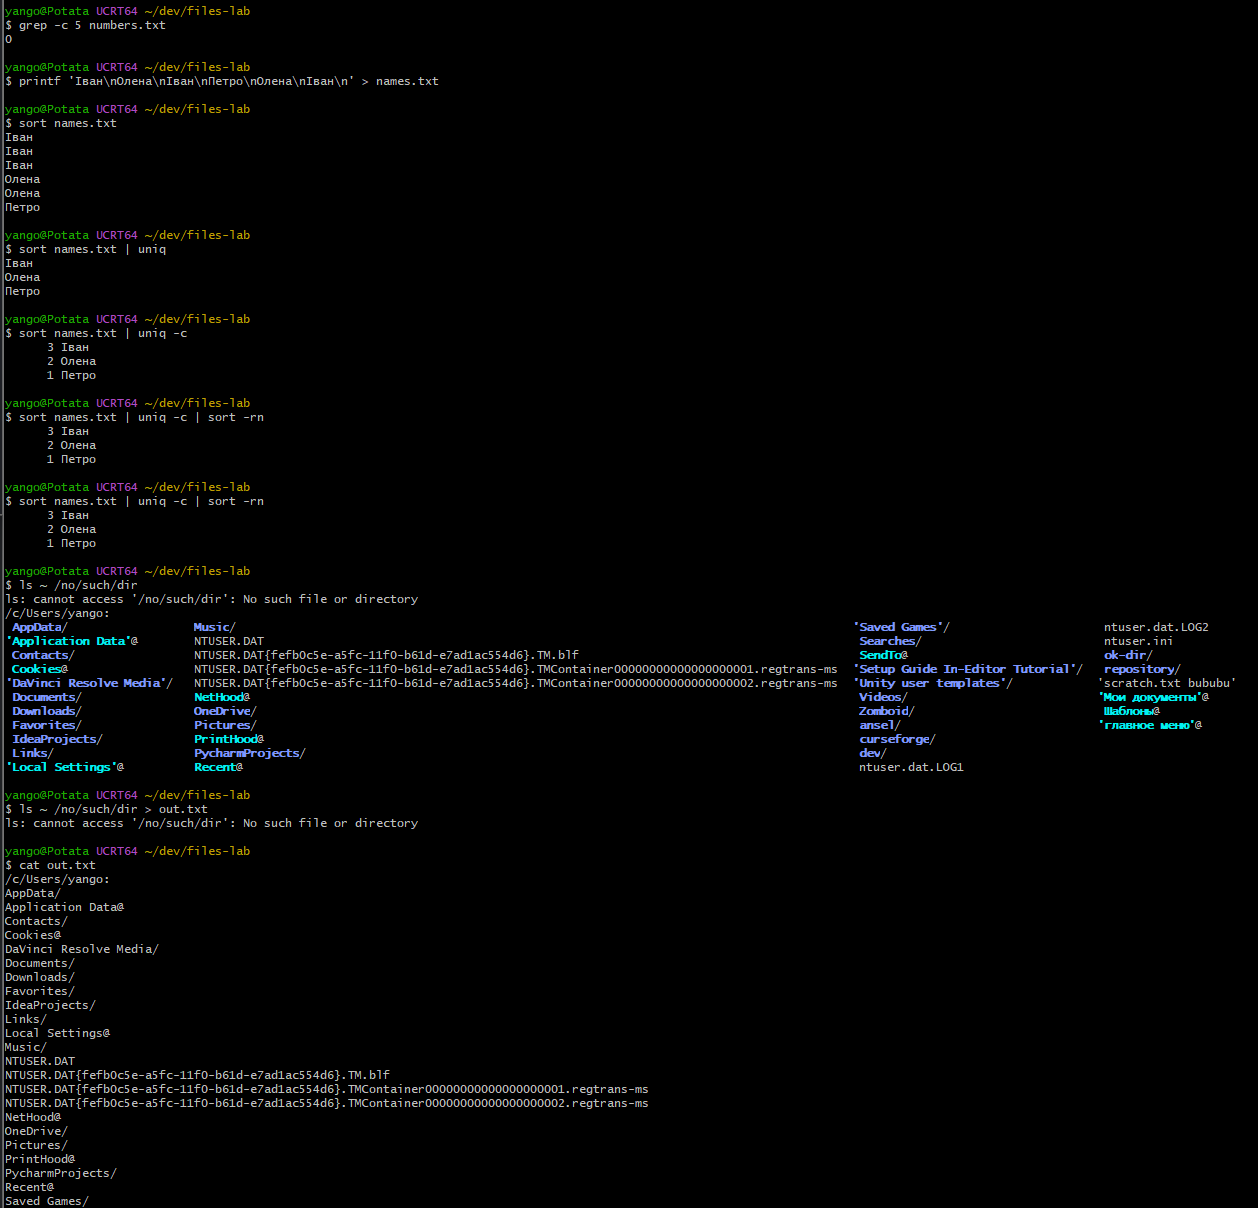 yango@Potata UCRT64 ~/dev/files-lab
$ grep -c 5 numbers.txt
0
yango@Potata UCRT64 ~/dev/files-lab
$ printf 'Іван\nОлена\nІван\nПетро\nОлена\nІван\n' > names.txt
yango@Potata UCRT64 ~/dev/files-lab
$ sort names.txt
Іван
Іван
Іван
Олена
Олена
Петро
yango@Potata UCRT64 ~/dev/files-lab
$ sort names.txt | uniq
Іван
Олена
Петро
yango@Potata UCRT64 ~/dev/files-lab
$ sort names.txt | uniq -c
3 Іван
2 Олена
1 Петро
yango@Potata UCRT64 ~/dev/files-lab
$ sort names.txt | uniq -c | sort -rn
3 Іван
2 Олена
1 Петро
yango@Potata UCRT64 ~/dev/files-lab
$ sort names.txt | uniq -c | sort -rn
3 Іван
2 Олена
1 Петро
yango@Potata UCRT64 ~/dev/files-lab
$ ls ~ /no/such/dir
ls: cannot access '/no/such/dir': No such file or directory
/c/Users/yango:
AppData/ Music/ 'Saved Games'/ ntuser.dat.LOG2
'Application Data'@ NTUSER.DAT Searches/ ntuser.ini
Contacts/ NTUSER.DAT{fefb0c5e-a5fc-11f0-b61d-e7ad1ac554d6}.TM.blf SendTo@ ok-dir/
Cookies@ NTUSER.DAT{fefb0c5e-a5fc-11f0-b61d-e7ad1ac554d6}.TMContainer00000000000000000001.regtrans-ms 'Setup Guide In-Editor Tutorial'/ repository/
'DaVinci Resolve Media'/ NTUSER.DAT{fefb0c5e-a5fc-11f0-b61d-e7ad1ac554d6}.TMContainer00000000000000000002.regtrans-ms 'Unity user templates'/ 'scratch.txt bububu'
Documents/ NetHood@ Videos/ 'Мои документы'@
Downloads/ OneDrive/ Zomboid/ Шаблоны@
Favorites/ Pictures/ ansel/ 'главное меню'@
IdeaProjects/ PrintHood@ curseforge/
Links/ PycharmProjects/ dev/
'Local Settings'@ Recent@ ntuser.dat.LOG1
yango@Potata UCRT64 ~/dev/files-lab
$ ls ~ /no/such/dir > out.txt
ls: cannot access '/no/such/dir': No such file or directory
yango@Potata UCRT64 ~/dev/files-lab
$ cat out.txt
/c/Users/yango:
AppData/
Application Data@
Contacts/
Cookies@
DaVinci Resolve Media/
Documents/
Downloads/
Favorites/
IdeaProjects/
Links/
Local Settings@
Music/
NTUSER.DAT
NTUSER.DAT{fefb0c5e-a5fc-11f0-b61d-e7ad1ac554d6}.TM.blf
NTUSER.DAT{fefb0c5e-a5fc-11f0-b61d-e7ad1ac554d6}.TMContainer00000000000000000001.regtrans-ms
NTUSER.DAT{fefb0c5e-a5fc-11f0-b61d-e7ad1ac554d6}.TMContainer00000000000000000002.regtrans-ms
NetHood@
OneDrive/
Pictures/
PrintHood@
PycharmProjects/
Recent@
Saved Games/